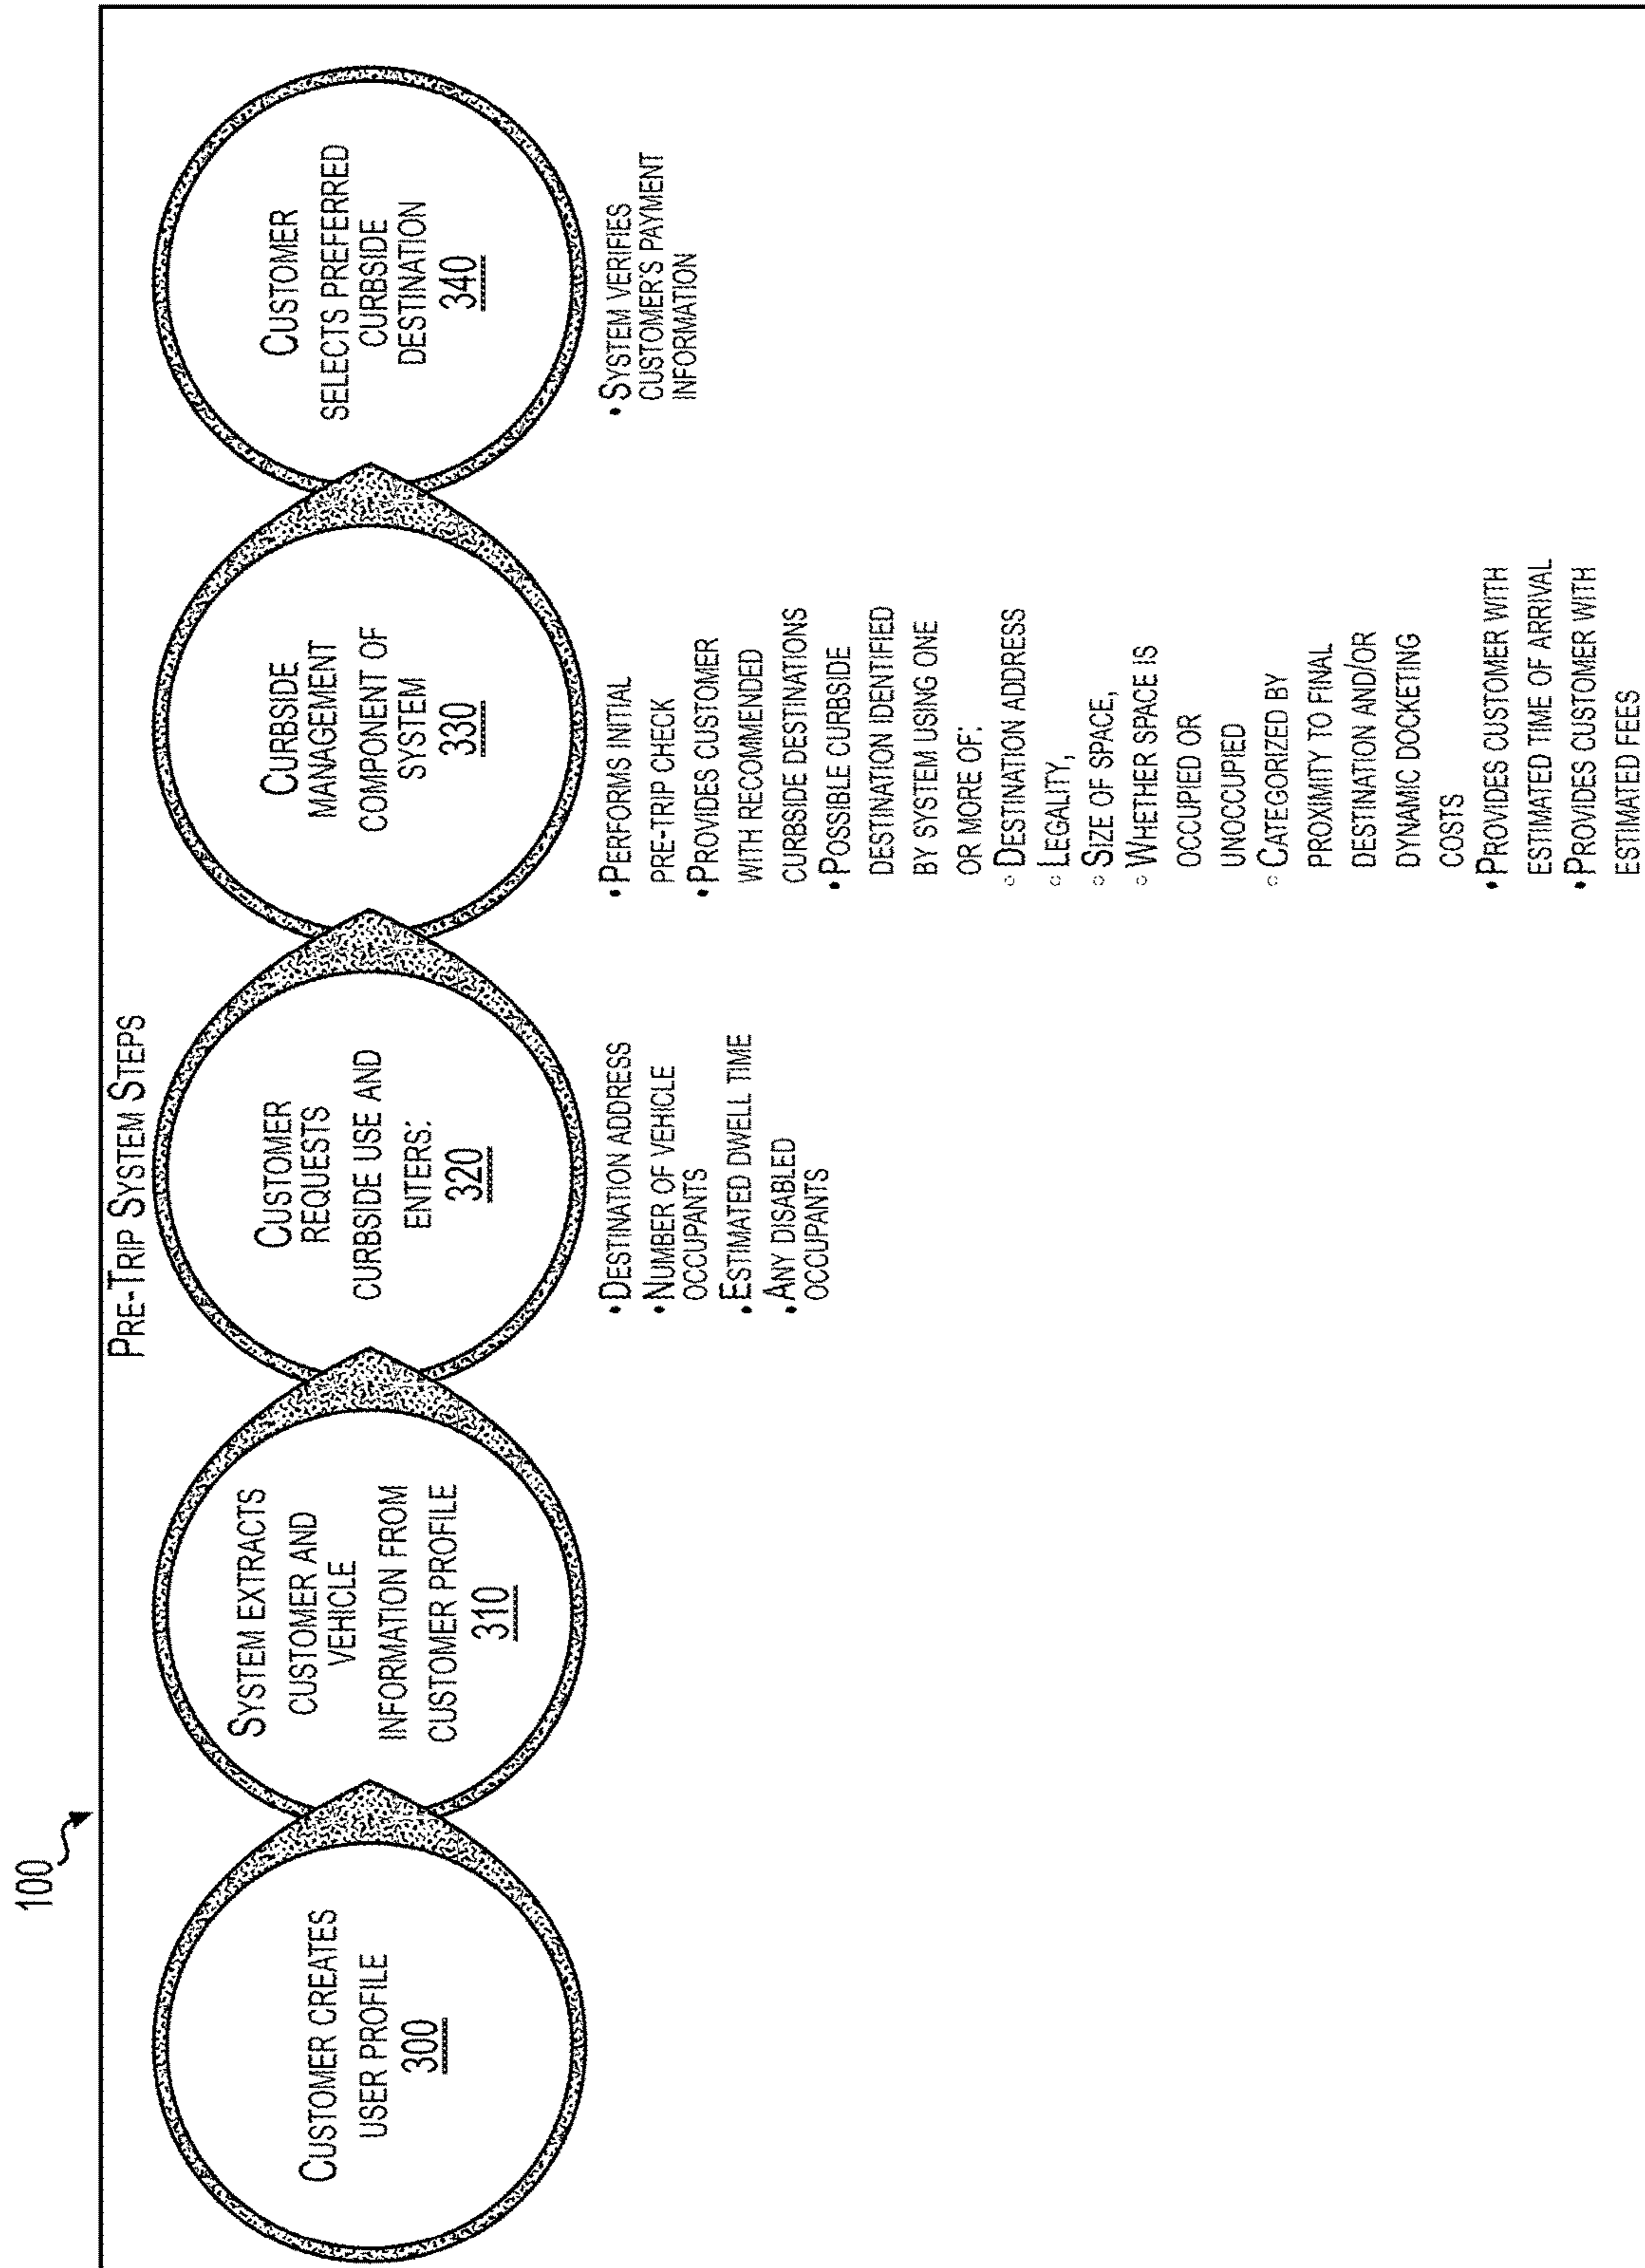 100
PRE-TRIP SYSTEM STEPS
CUSTOMER CREATES
USER PROFILE
300
SYSTEM EXTRACTS
CUSTOMER AND
VEHICLE
INFORMATION FROM
CUSTOMER PROFILE
310
CUSTOMER
REQUESTS
CURBSIDE USE AND
ENTERS:
320
• DESTINATION ADDRESS
• NUMBER OF VEHICLE
OCCUPANTS
• ESTIMATED DWELL TIME
• ANY DISABLED
OCCUPANTS
CURBSIDE
MANAGEMENT
COMPONENT OF
SYSTEM
330
• PERFORMS INITIAL
PRE-TRIP CHECK
• PROVIDES CUSTOMER
WITH RECOMMENDED
CURBSIDE DESTINATIONS
• POSSIBLE CURBSIDE
DESTINATION IDENTIFIED
BY SYSTEM USING ONE
OR MORE OF:
○ DESTINATION ADDRESS
○ LEGALITY,
○ SIZE OF SPACE,
○ WHETHER SPACE IS
OCCUPIED OR
UNOCCUPIED
○ CATEGORIZED BY
PROXIMITY TO FINAL
DESTINATION AND/OR
DYNAMIC DOCKETING
COSTS
• PROVIDES CUSTOMER WITH
ESTIMATED TIME OF ARRIVAL
• PROVIDES CUSTOMER WITH
ESTIMATED FEES
CUSTOMER
SELECTS PREFERRED
CURBSIDE
DESTINATION
340
• SYSTEM VERIFIES
CUSTOMER'S PAYMENT
INFORMATION